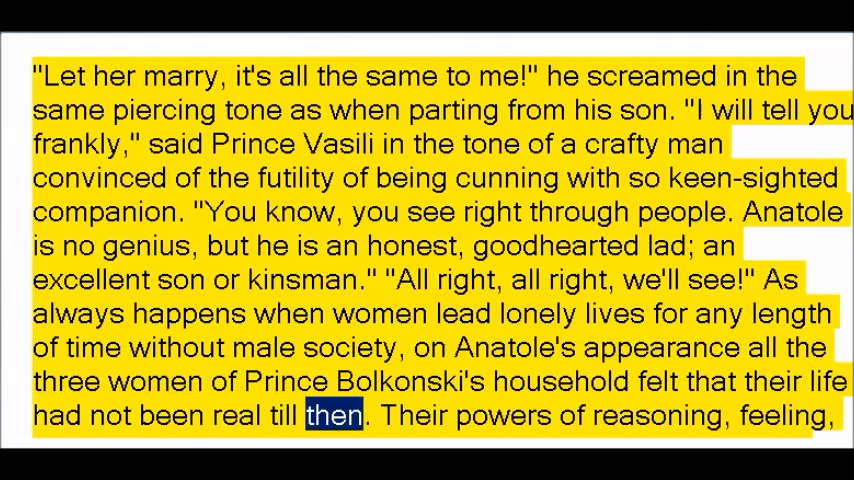 "Let her marry, it's all the same to me!" he screamed in the
same piercing tone as when parting from his son. "I will tell you
frankly," said Prince Vasili in the tone of a crafty man
convinced of the futility of being cunning with so keen-sighted
companion. "You know, you see right through people. Anatole
is no genius, but he is an honest, goodhearted lad; an
excellent son or kinsman." "All right, all right, we'll see!" As
always happens when women lead lonely lives for any length
of time without male society, on Anatole's appearance all the
three women of Prince Bolkonski's household felt that their life
had not been real till then. Their powers of reasoning, feeling,